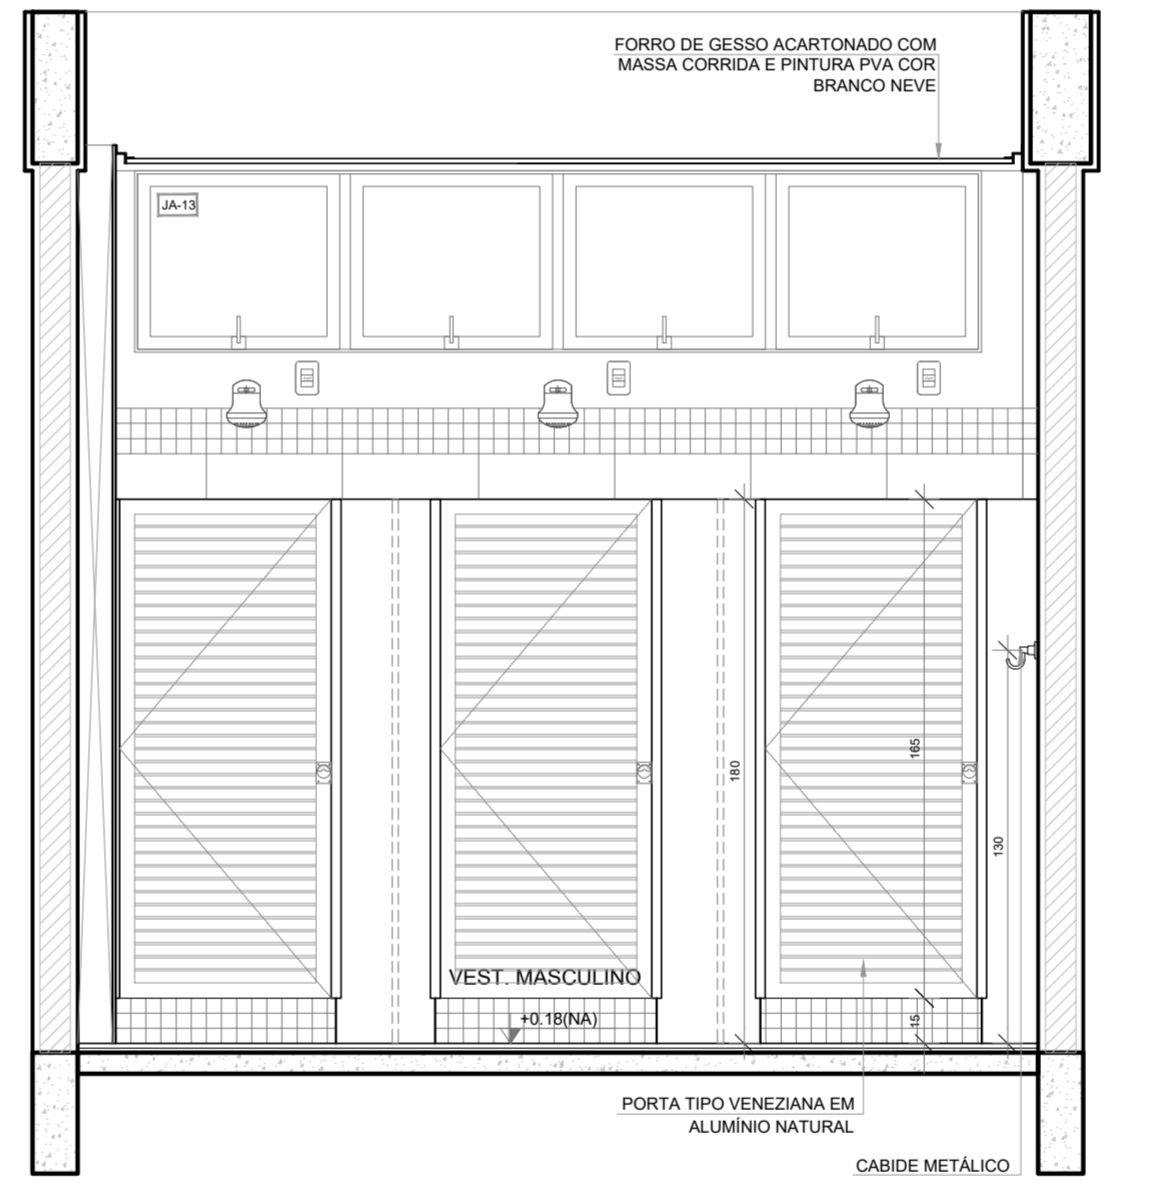 FORRO DE GESSO ACARTONADO COM
MASSA CORRIDA E PINTURA PVA COR
BRANCO NEVE
JA-13
165
180
130
VEST. MASCULINO
+0.18(NA)
15
PORTA TIPO VENEZIANA EM
ALUMÍNIO NATURAL
CABIDE METÁLICO